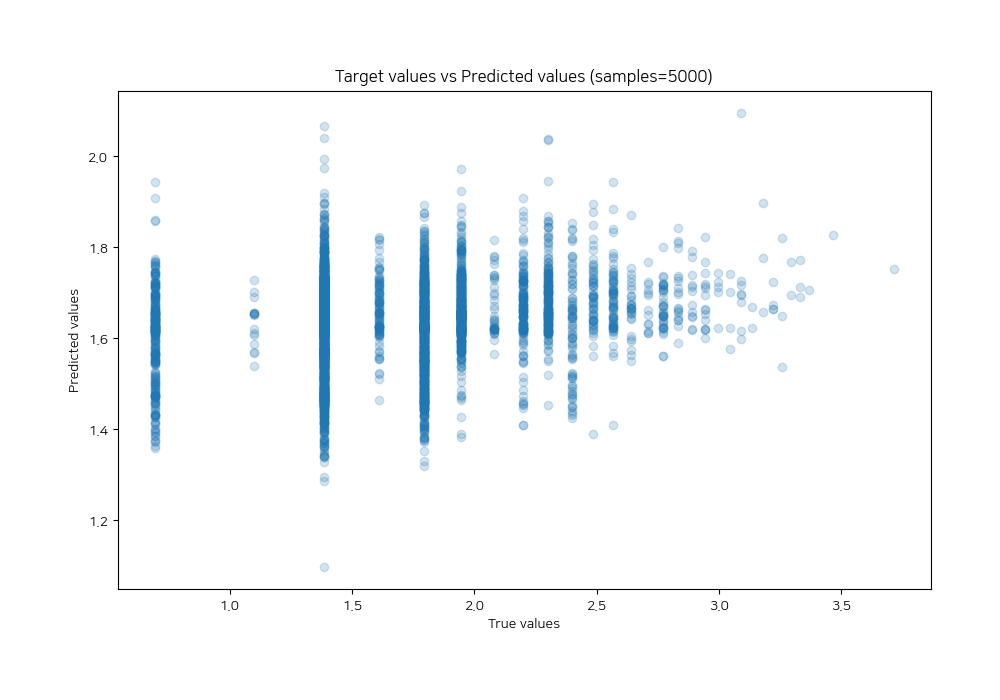 Target values vs Predicted values (samples=5000)
Predicted values
2.0
1.8
1.6
1.4
1.2
1.0 1.5 2.0 2.5 3.0 3.5
True values